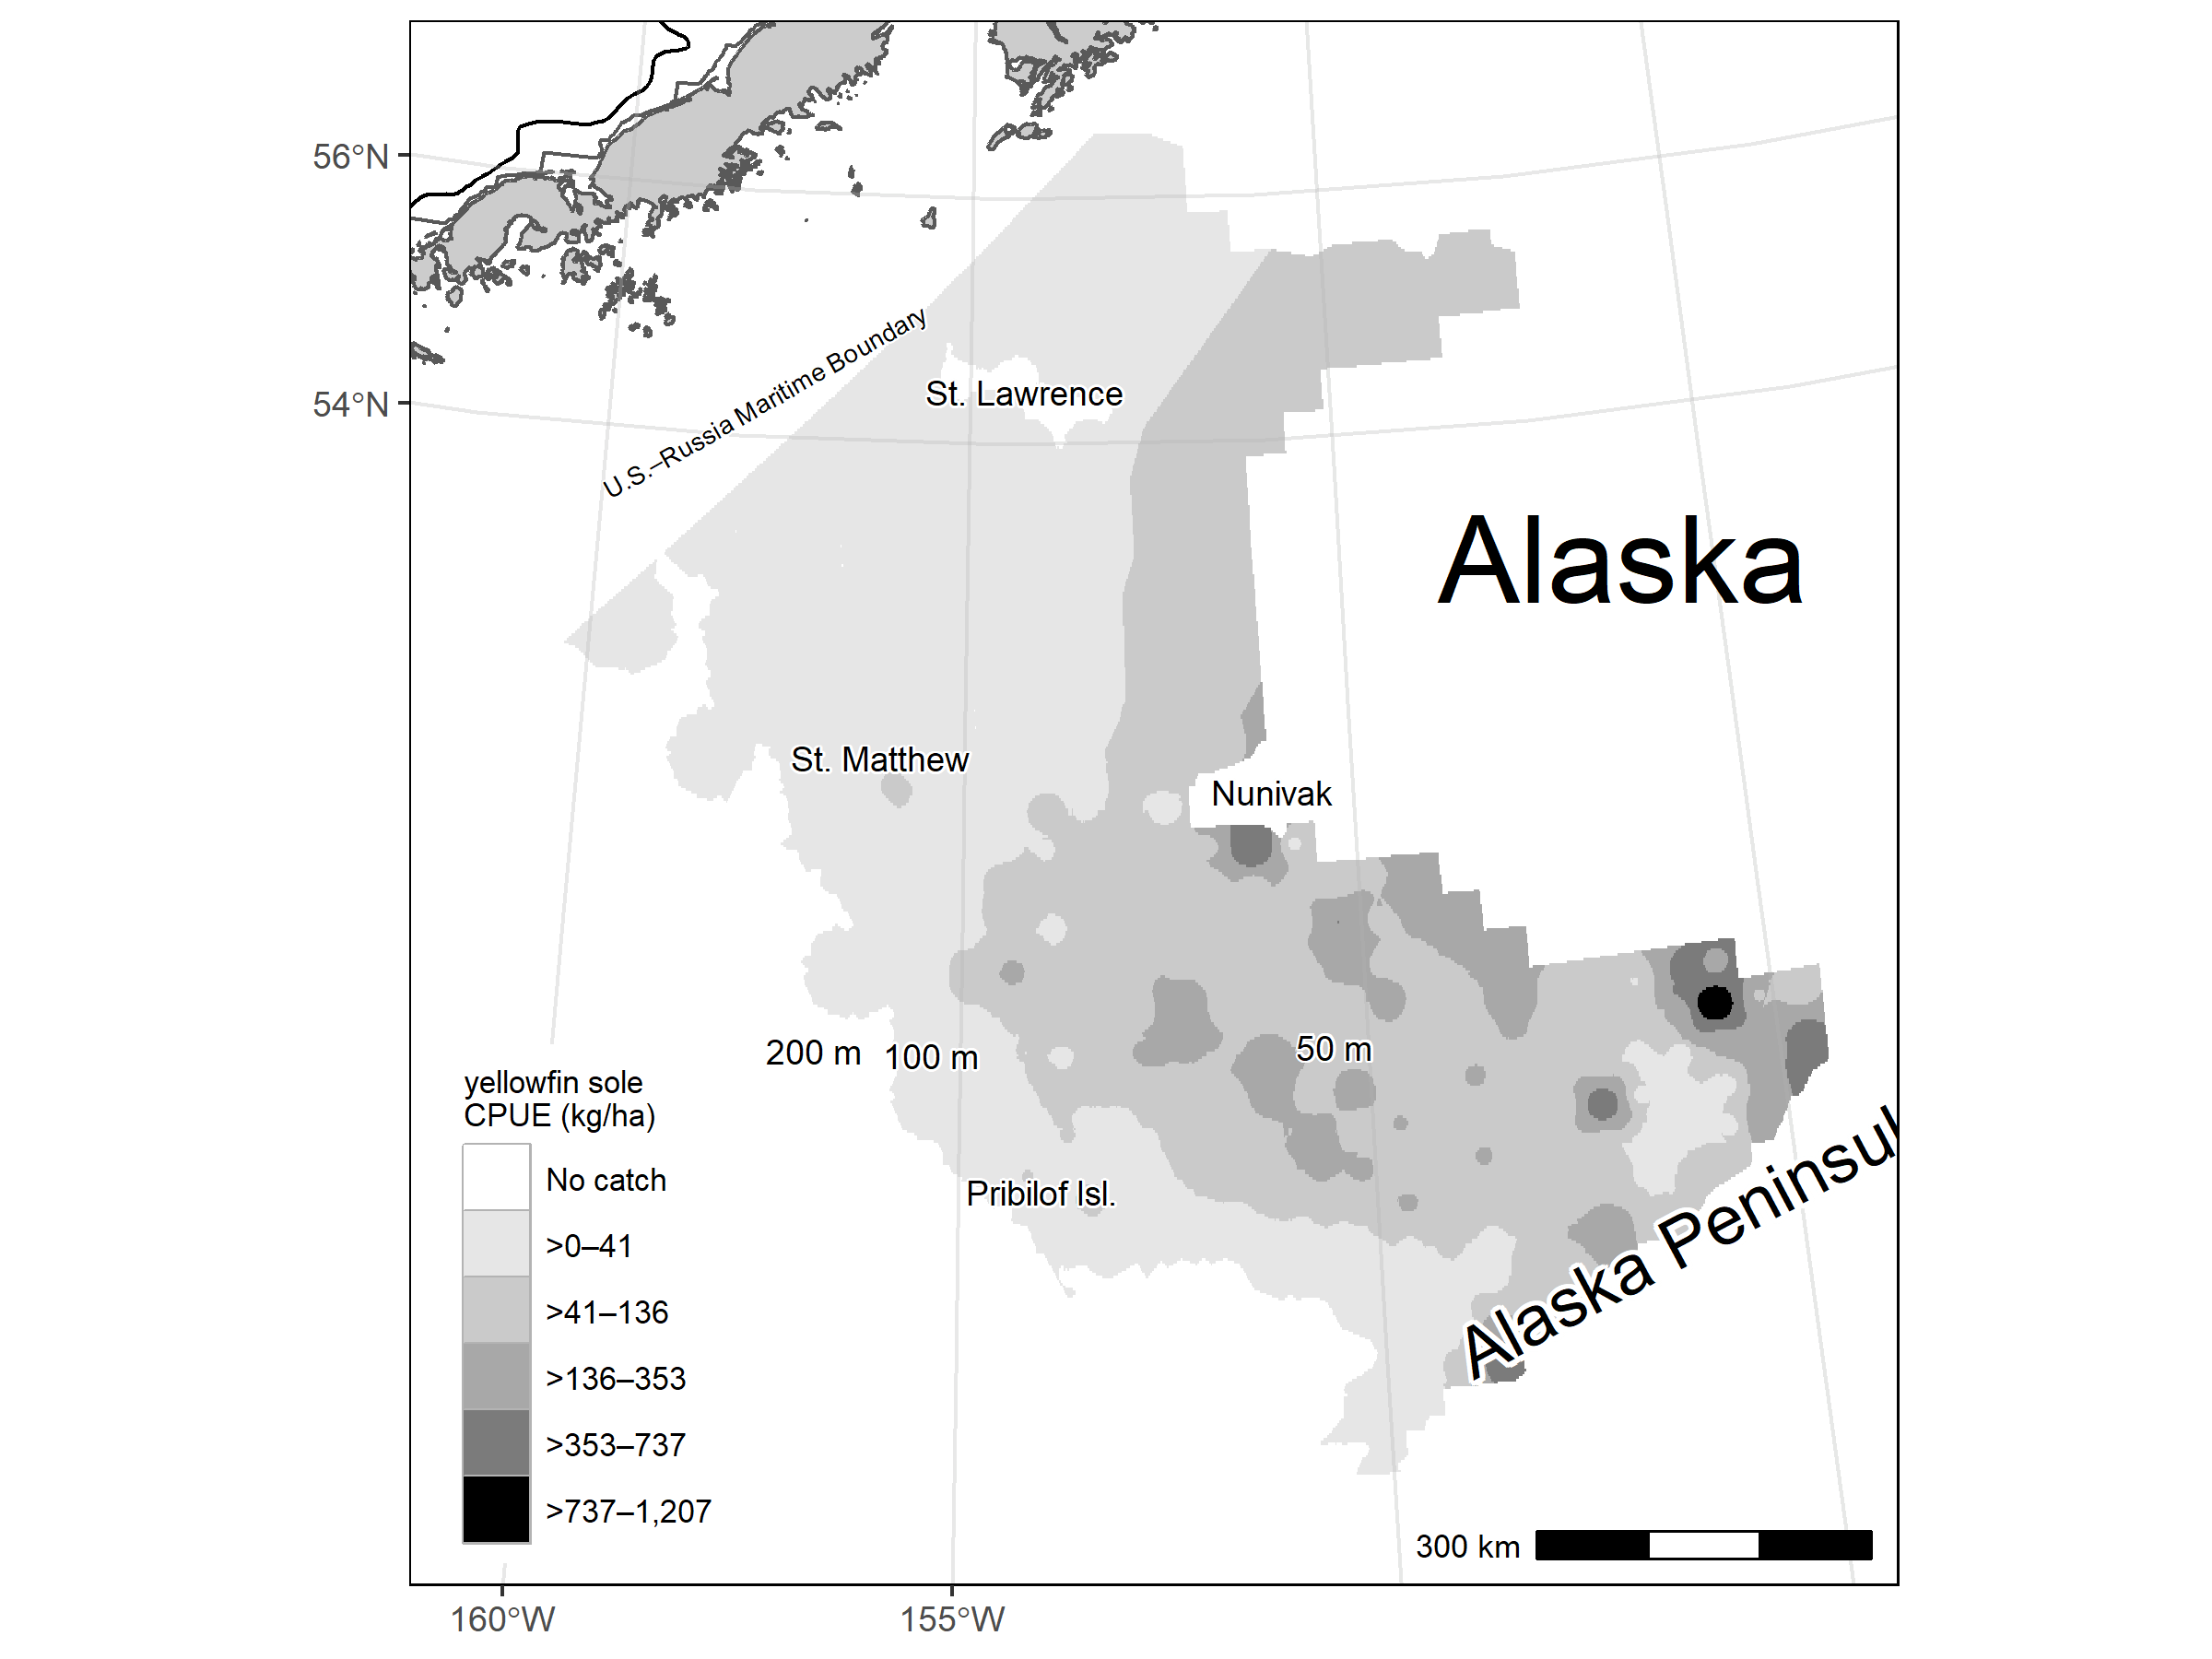 56°N
54°N
U.S.–Russia Maritime Boundary
St. Lawrence
Alaska
St. Matthew
Nunivak
200 m
100 m
50 m
Pribilof Isl.
Alaska Peninsul
yellowfin sole
CPUE (kg/ha)
No catch
>0–41
>41–136
>136–353
>353–737
>737–1,207
300 km
160°W
155°W